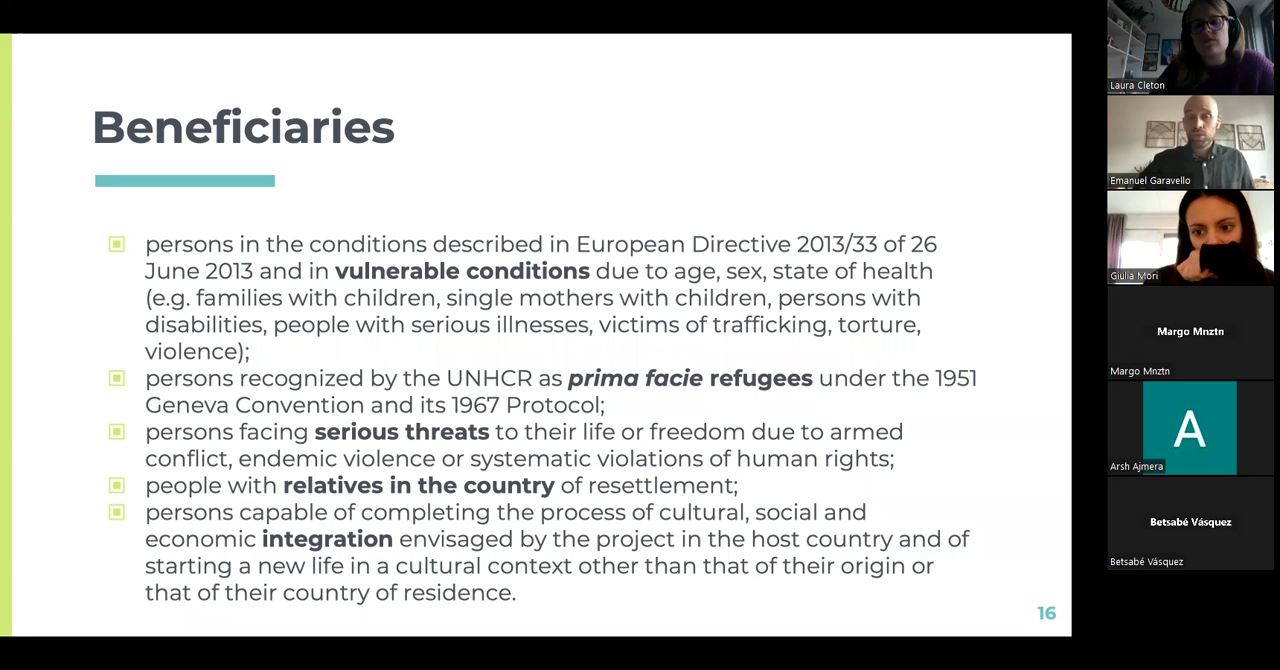 Beneficiaries
persons in the conditions described in European Directive 2013/33 of 26
June 2013 and in vulnerable conditions due to age, sex, state of health
(e.g. families with children, single mothers with children, persons with
disabilities, people with serious illnesses, victims of trafficking, torture,
violence);
persons recognized by the UNHCR as prima facie refugees under the 1951
Geneva Convention and its 1967 Protocol;
persons facing serious threats to their life or freedom due to armed
conflict, endemic violence or systematic violations of human rights;
people with relatives in the country of resettlement;
persons capable of completing the process of cultural, social and
economic integration envisaged by the project in the host country and of
starting a new life in a cultural context other than that of their origin or
that of their country of residence.
16
Laura Cleton
Emanuel Garavello
Giulia Mori
Margo Mnztn
Margo Mnztn
A
Arsh Ajmera
Betsabé Vásquez
Betsabé Vásquez